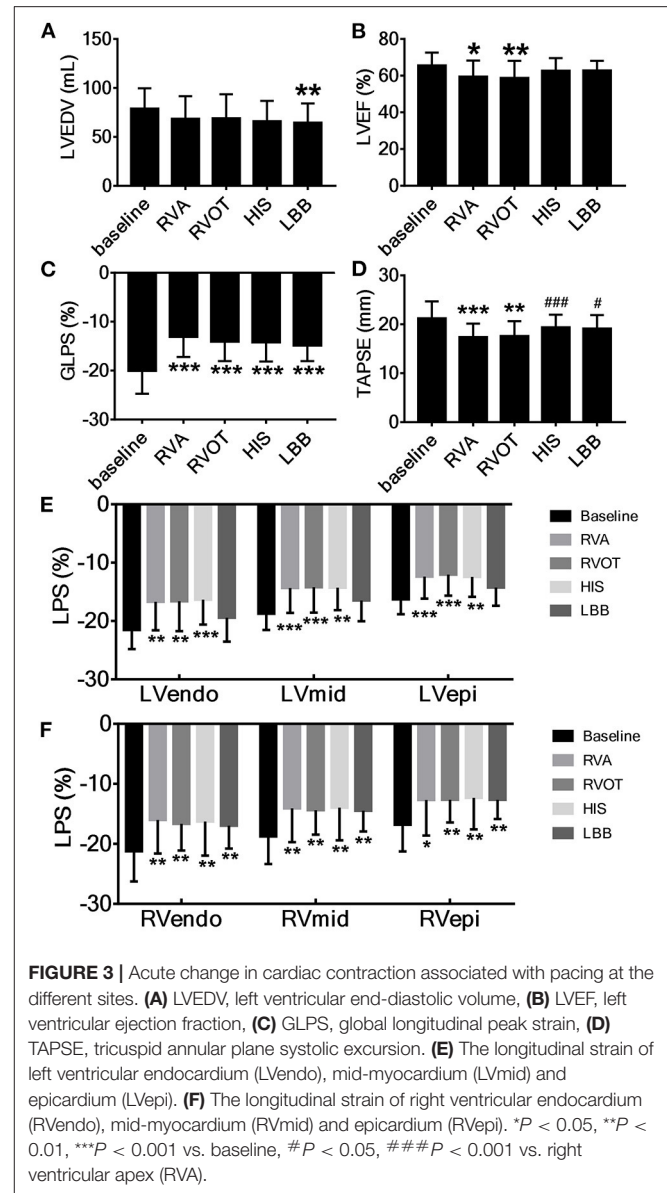 A
150
100
50
0
LVEDV (mL)
**
baseline
RVA
RVOT
HIS
LBB
B
80
60
40
20
0
LVEF (%)
*
**
baseline
RVA
RVOT
HIS
LBB
C
0
-10
-20
-30
GLPS (%)
***
***
***
***
baseline
RVA
RVOT
HIS
LBB
D
30
20
10
0
TAPSE (mm)
***
**
###
#
baseline
RVA
RVOT
HIS
LBB
E
0
-10
-20
-30
LPS (%)
** ** ***
*** *** **
*** *** **
LVendo LVmid LVepi
Baseline
RVA
RVOT
HIS
LBB
F
0
-10
-20
-30
LPS (%)
** ** ** **
** ** ** **
* ** ** **
RVendo RVmid RVepi
Baseline
RVA
RVOT
HIS
LBB
FIGURE 3 | Acute change in cardiac contraction associated with pacing at the
different sites. (A) LVEDV, left ventricular end-diastolic volume, (B) LVEF, left
ventricular ejection fraction, (C) GLPS, global longitudinal peak strain, (D)
TAPSE, tricuspid annular plane systolic excursion. (E) The longitudinal strain of
left ventricular endocardium (LVendo), mid-myocardium (LVmid) and
epicardium (LVepi). (F) The longitudinal strain of right ventricular endocardium
(RVendo), mid-myocardium (RVmid) and epicardium (RVepi). *P < 0.05, **P <
0.01, ***P < 0.001 vs. baseline, #P < 0.05, ###P < 0.001 vs. right
ventricular apex (RVA).